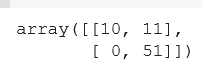 array([[10, 11],
       [ 0, 51]])